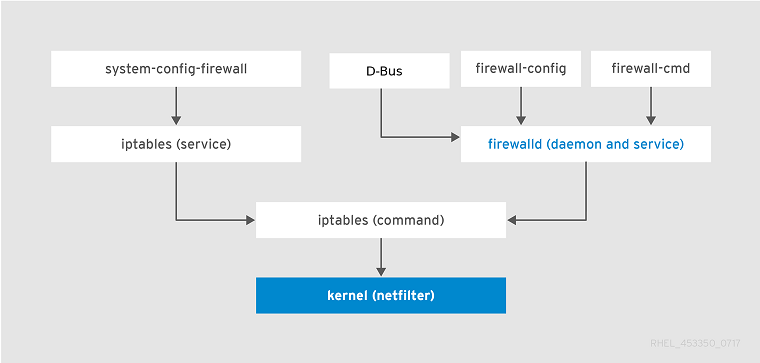 system-config-firewall
D-Bus
firewall-config
firewall-cmd
iptables (service)
firewalld (daemon and service)
iptables (command)
kernel (netfilter)
RHEL_453350_0717